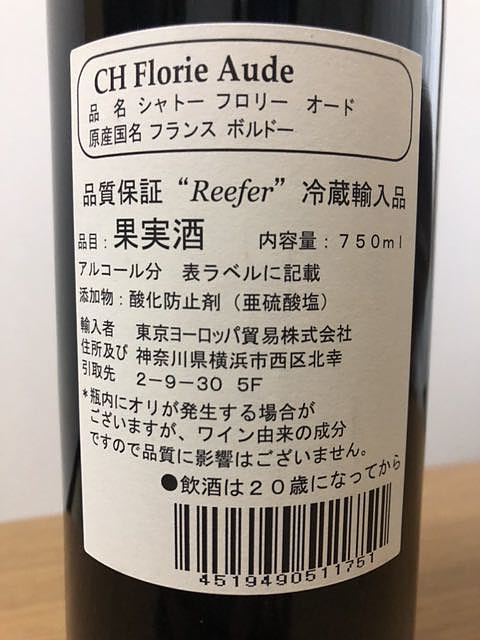 CH Florie Aude
品 名 シャトー フロリー オード
原産国名 フランス ボルドー
品質保証 “Reefer” 冷蔵輸入品
品目：果実酒 内容量：７５０ｍｌ
アルコール分 表ラベルに記載
添加物：酸化防止剤（亜硫酸塩）
輸入者 東京ヨーロッパ貿易株式会社
住所及び 神奈川県横浜市西区北幸
引取先 ２－９－３０ ５F
*瓶内にオリが発生する場合が
ございますが、ワイン由来の成分
ですので品質に影響はございません。
●飲酒は２０歳になってから
4519490511751